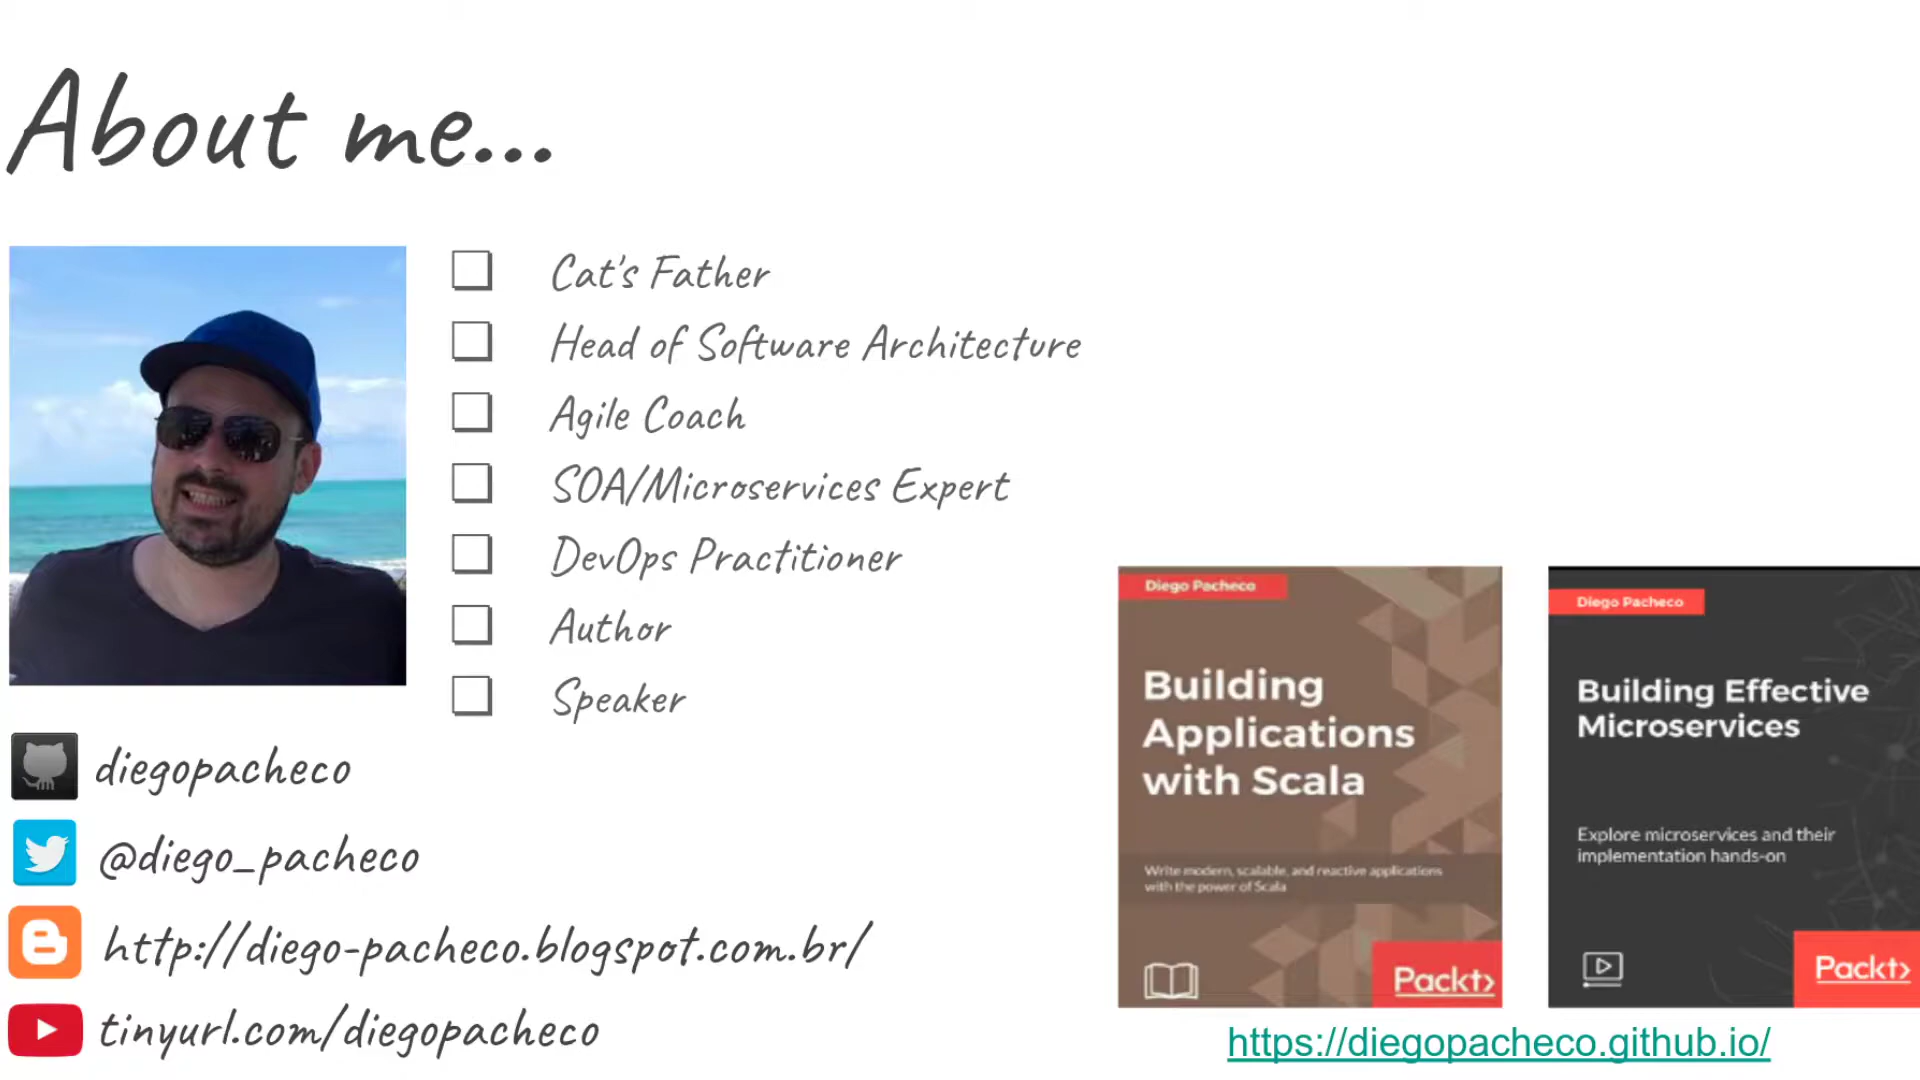 About me...
Cat's Father
Head of Software Architecture
Agile Coach
SOA/Microservices Expert
DevOps Practitioner
Author
Speaker
diegopacheco
@diego_pacheco
http://diego-pacheco.blogspot.com.br/
tinyurl.com/diegopacheco
Diego Pacheco
Building
Applications
with Scala
Write modern, scalable, and reactive applications
with the power of Scala
Packt>
Diego Pacheco
Building Effective
Microservices
Explore microservices and their
implementation hands-on
Packt>
https://diegopacheco.github.io/